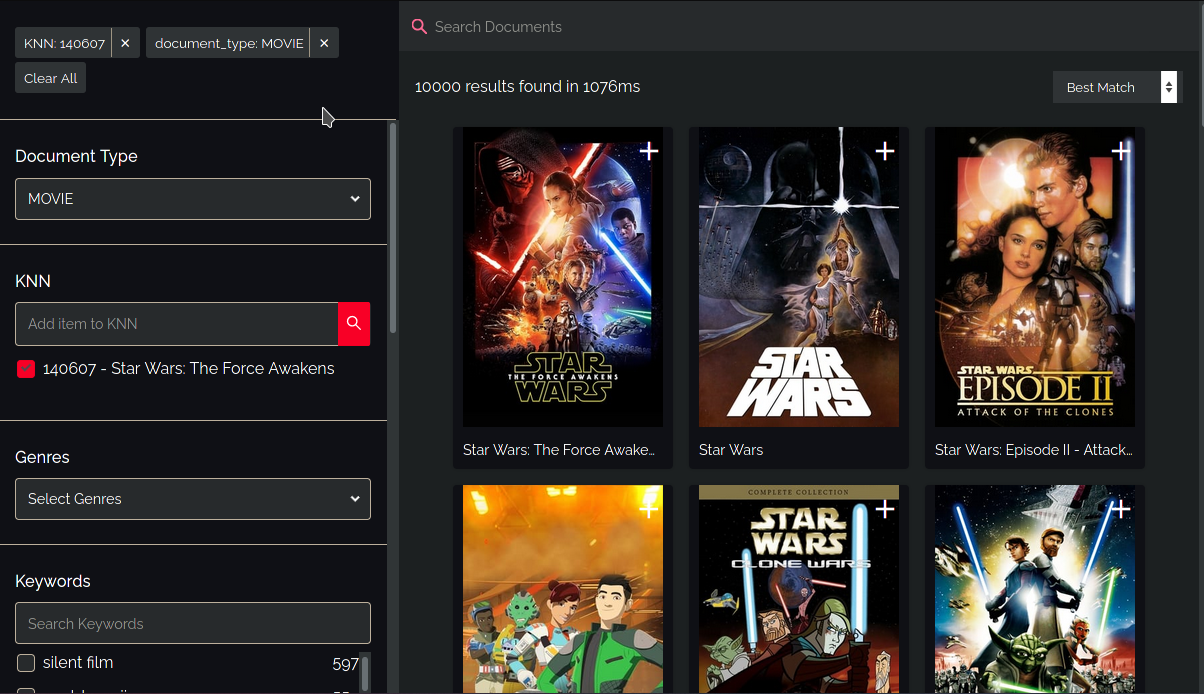 KNN: 140607 ×
document_type: MOVIE ×
Clear All
Document Type
MOVIE
KNN
Add item to KNN
140607 - Star Wars: The Force Awakens
Genres
Select Genres
Keywords
Search Keywords
silent film 597
Search Documents
10000 results found in 1076ms
Best Match
STAR
THE FORCE AWAKENS
WARS
Star Wars: The Force Awake...
STAR
WARS
Star Wars
STAR WARS
EPISODE II
ATTACK OF THE CLONES
Star Wars: Episode II - Attack...
COMPLETE COLLECTION
STAR
WARS
CLONE WARS